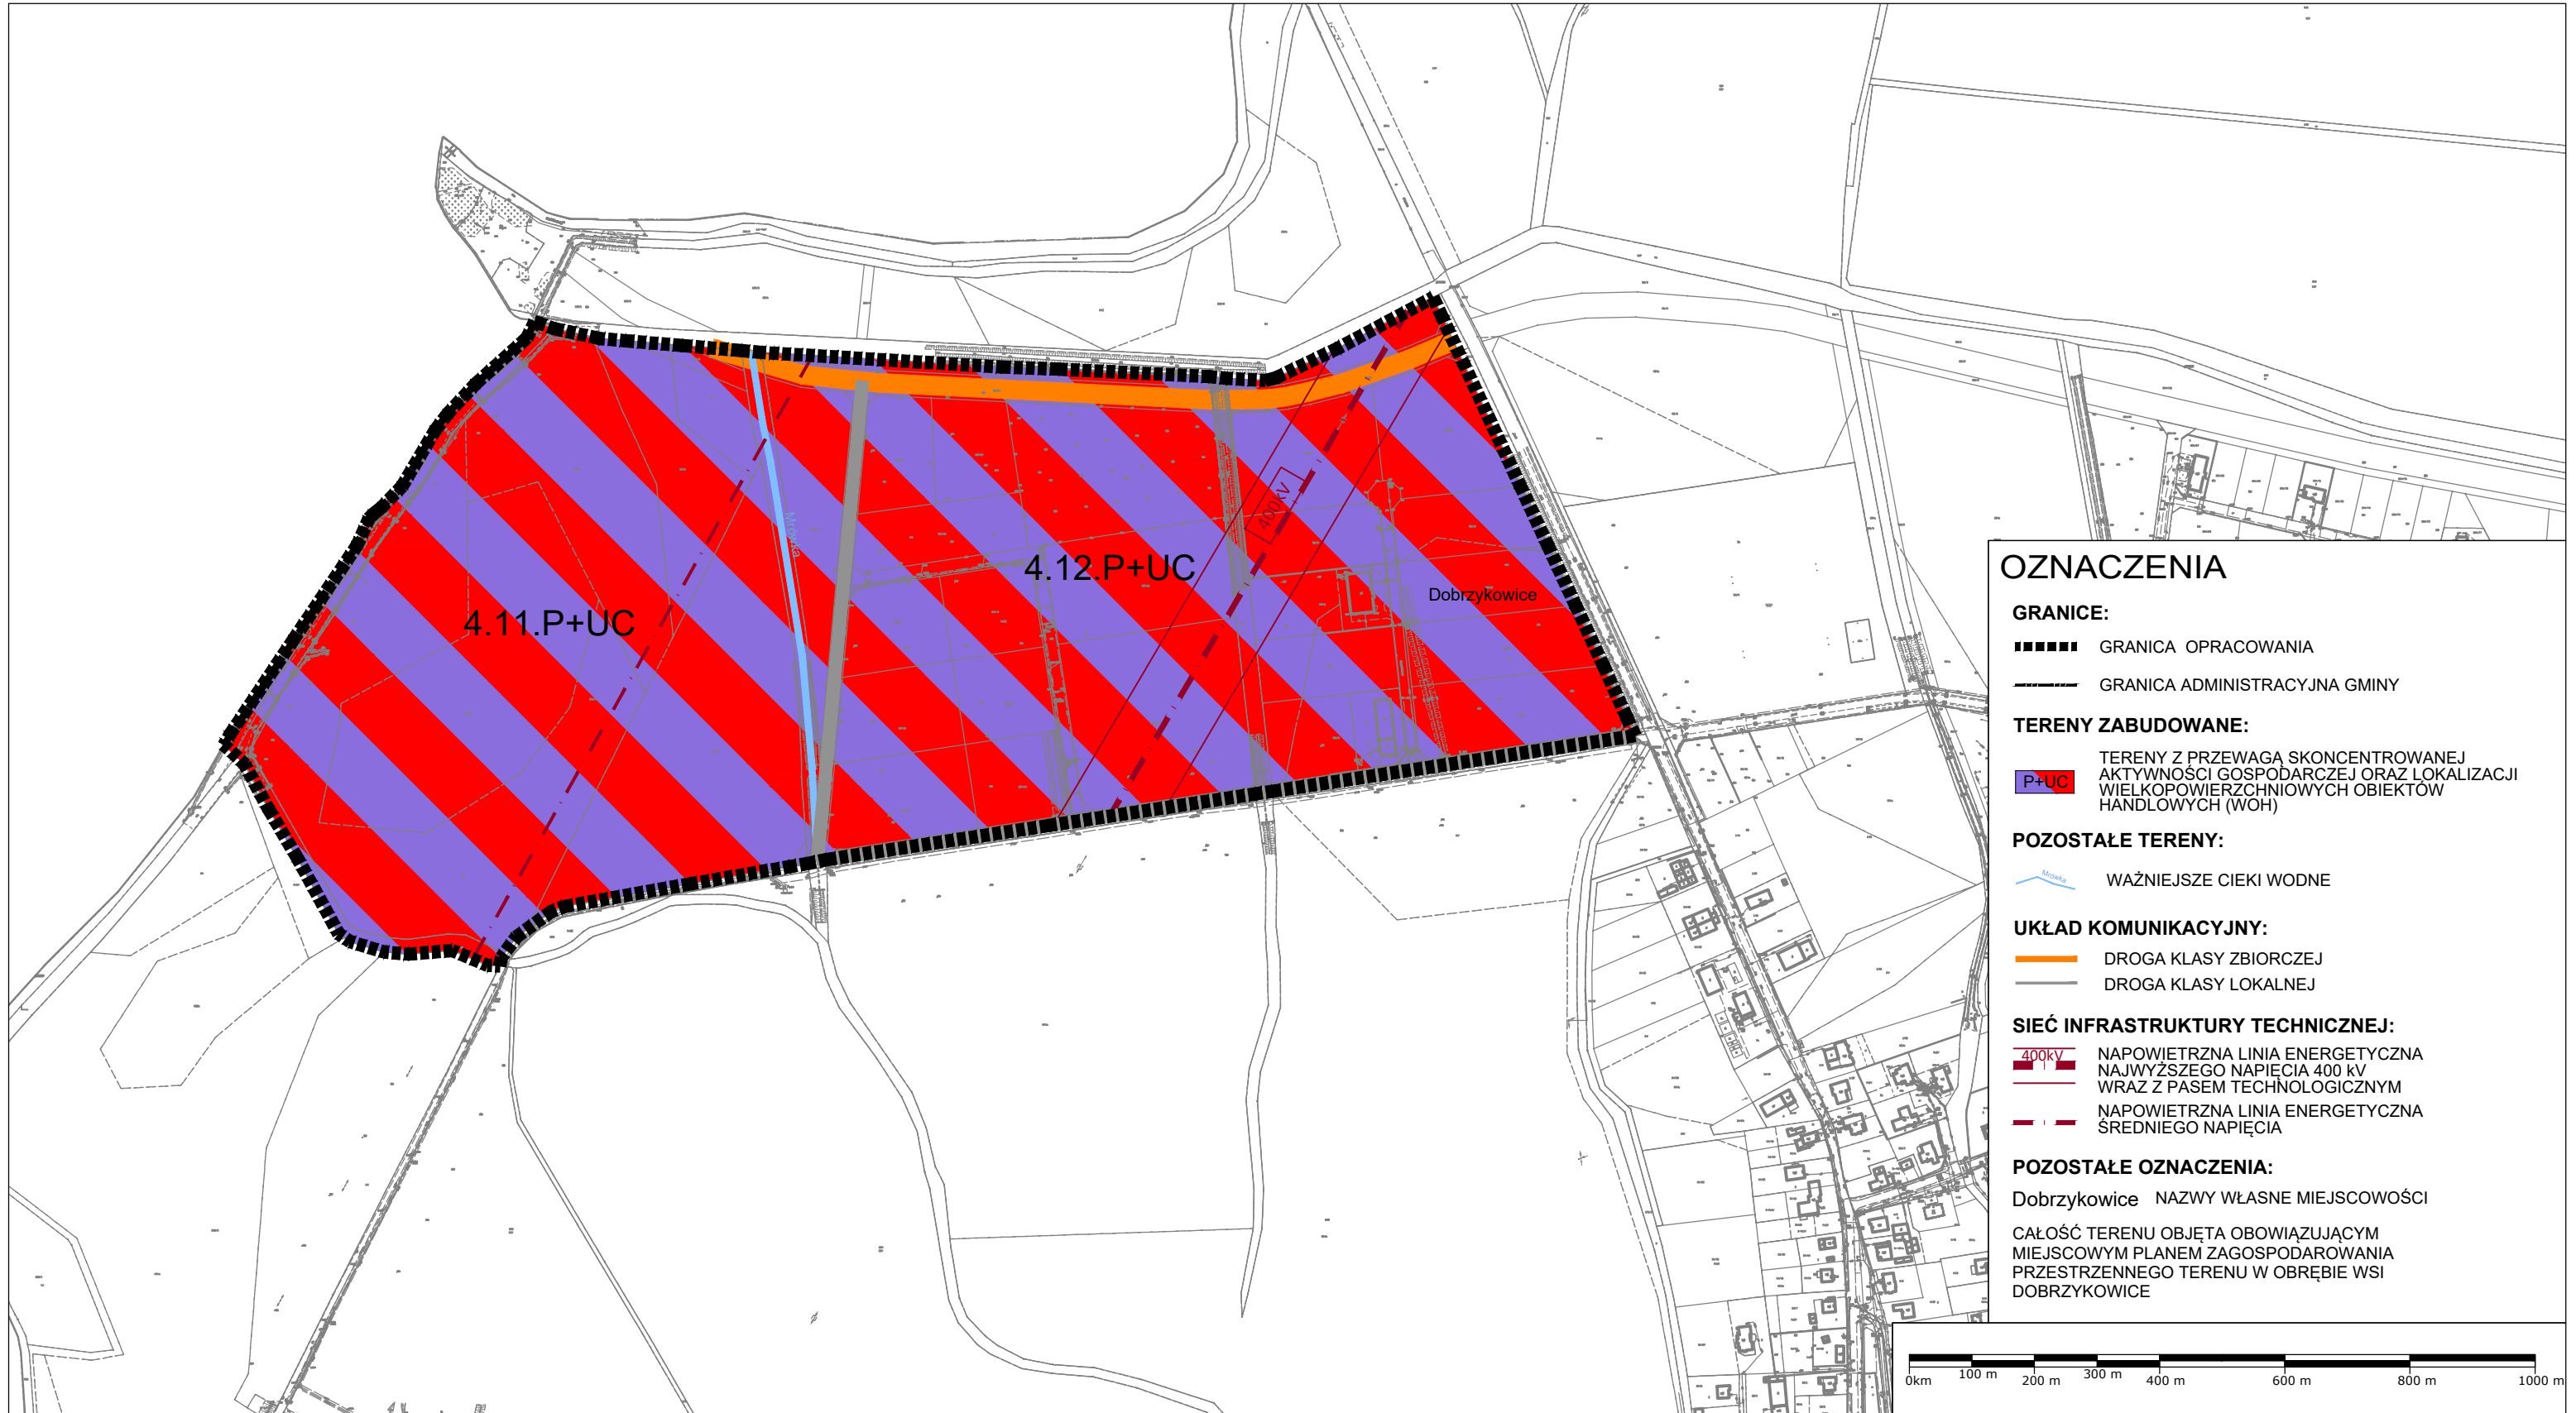 4.11.P+UC
Mrówka
4.12.P+UC
400kV
Dobrzykowice
OZNACZENIA
GRANICE:
GRANICA OPRACOWANIA
GRANICA ADMINISTRACYJNA GMINY
TERENY ZABUDOWANE:
P+UC
TERENY Z PRZEWAGĄ SKONCENTROWANEJ
AKTYWNOŚCI GOSPODARCZEJ ORAZ LOKALIZACJI
WIELKOPOWIERZCHNIOWYCH OBIEKTÓW
HANDLOWYCH (WOH)
POZOSTAŁE TERENY:
Mrówka
WAŻNIEJSZE CIEKI WODNE
UKŁAD KOMUNIKACYJNY:
DROGA KLASY ZBIORCZEJ
DROGA KLASY LOKALNEJ
SIEĆ INFRASTRUKTURY TECHNICZNEJ:
400kV
NAPOWIETRZNA LINIA ENERGETYCZNA
NAJWYŻSZEGO NAPIĘCIA 400 kV
WRAZ Z PASEM TECHNOLOGICZNYM
NAPOWIETRZNA LINIA ENERGETYCZNA
ŚREDNIEGO NAPIĘCIA
POZOSTAŁE OZNACZENIA:
Dobrzykowice NAZWY WŁASNE MIEJSCOWOŚCI
CAŁOŚĆ TERENU OBJĘTA OBOWIĄZUJĄCYM
MIEJSCOWYM PLANEM ZAGOSPODAROWANIA
PRZESTRZENNEGO TERENU W OBRĘBIE WSI
DOBRZYKOWICE
0km 100 m 200 m 300 m 400 m 600 m 800 m 1000 m